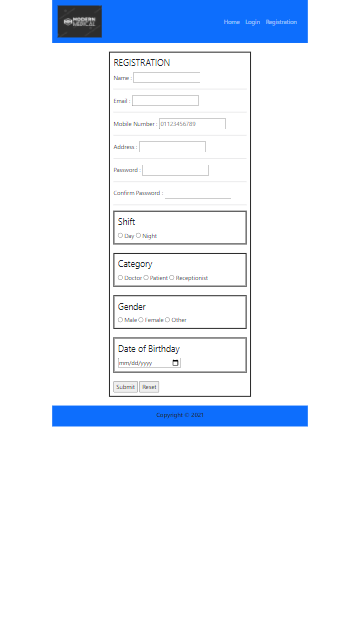 MODERN
MEDICAL
Home Login Registration
REGISTRATION
Name :
Email :
Mobile Number : 01123456789
Address :
Password :
Confirm Password :
Shift
Day Night
Category
Doctor Patient Receptionist
Gender
Male Female Other
Date of Birthday
mm/dd/yyyy
Submit Reset
Copyright © 2021